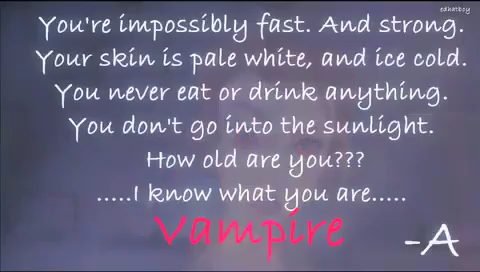 edhatboy
You're impossibly fast. And strong.
Your skin is pale white, and ice cold.
You never eat or drink anything.
You don't go into the sunlight.
How old are you???
.....I know what you are.....
Vampire
-A